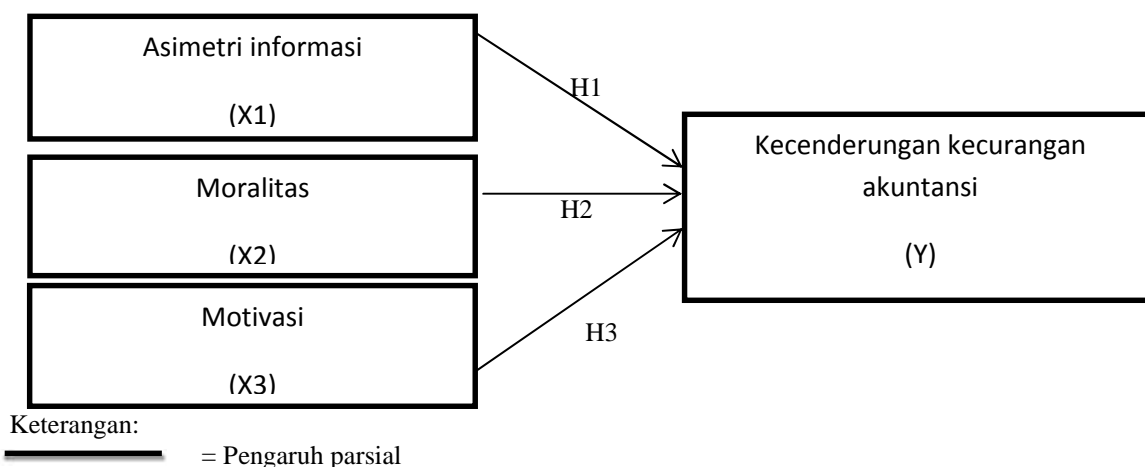 Asimetri informasi
(X1)
Moralitas
(X2)
Motivasi
(X3)
H1
H2
H3
Kecenderungan kecurangan
akuntansi
(Y)
Keterangan:
= Pengaruh parsial